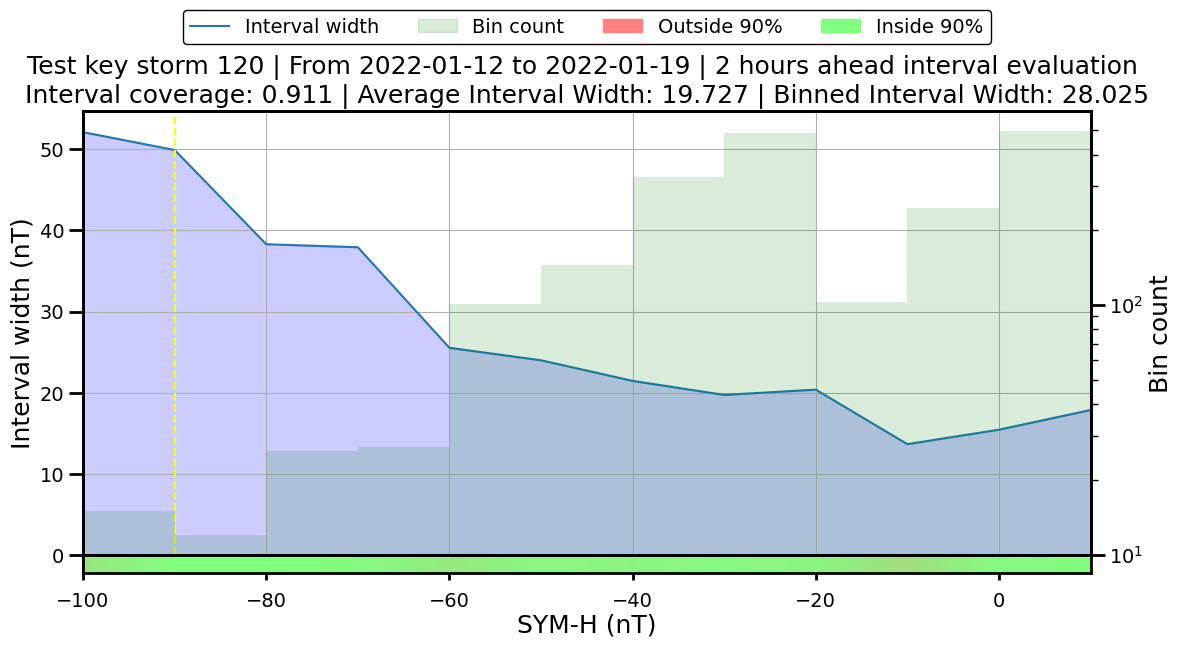 Interval width Bin count Outside 90% Inside 90%
Test key storm 120 | From 2022-01-12 to 2022-01-19 | 2 hours ahead interval evaluation
Interval coverage: 0.911 | Average Interval Width: 19.727 | Binned Interval Width: 28.025
Interval width (nT)
50
40
30
20
10
0
−100 −80 −60 −40 −20 0
SYM-H (nT)
10²
10¹
Bin count